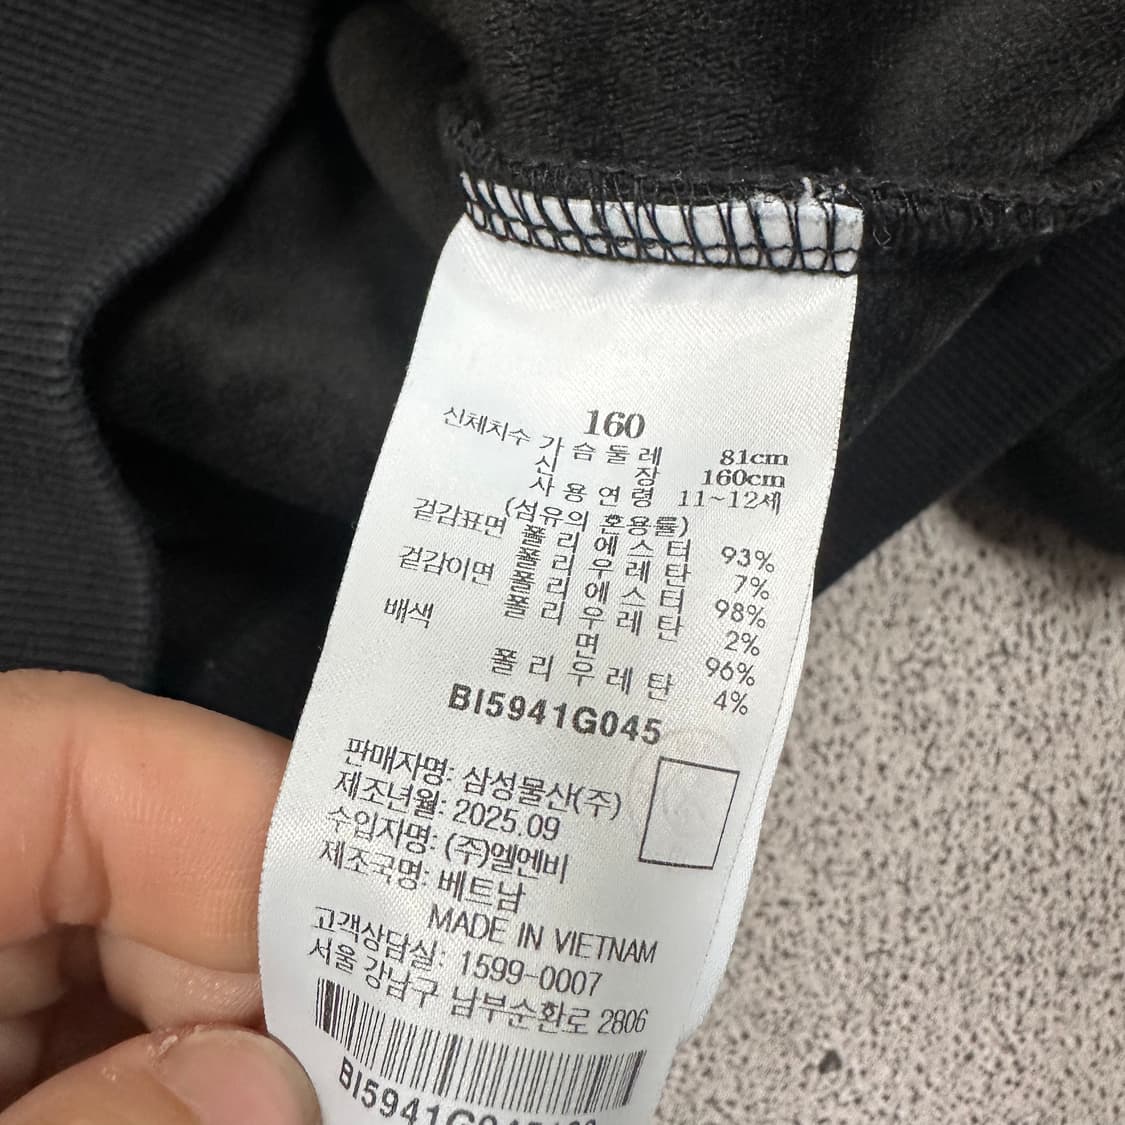 160
신체치수 가슴둘레 81cm
신장 160cm
사용연령 11~12세
(섬유의 혼용률)
겉감표면 폴리에스터 93%
폴리우레탄 7%
겉감이면 폴리에스터 98%
폴리우레탄 2%
배색 면 96%
폴리우레탄 4%
BI5941G045
판매자명: 삼성물산(주)
제조년월: 2025.09
수입자명: (주)엘엔비
제조국명: 베트남
MADE IN VIETNAM
고객상담실: 1599-0007
서울 강남구 남부순환로 2806